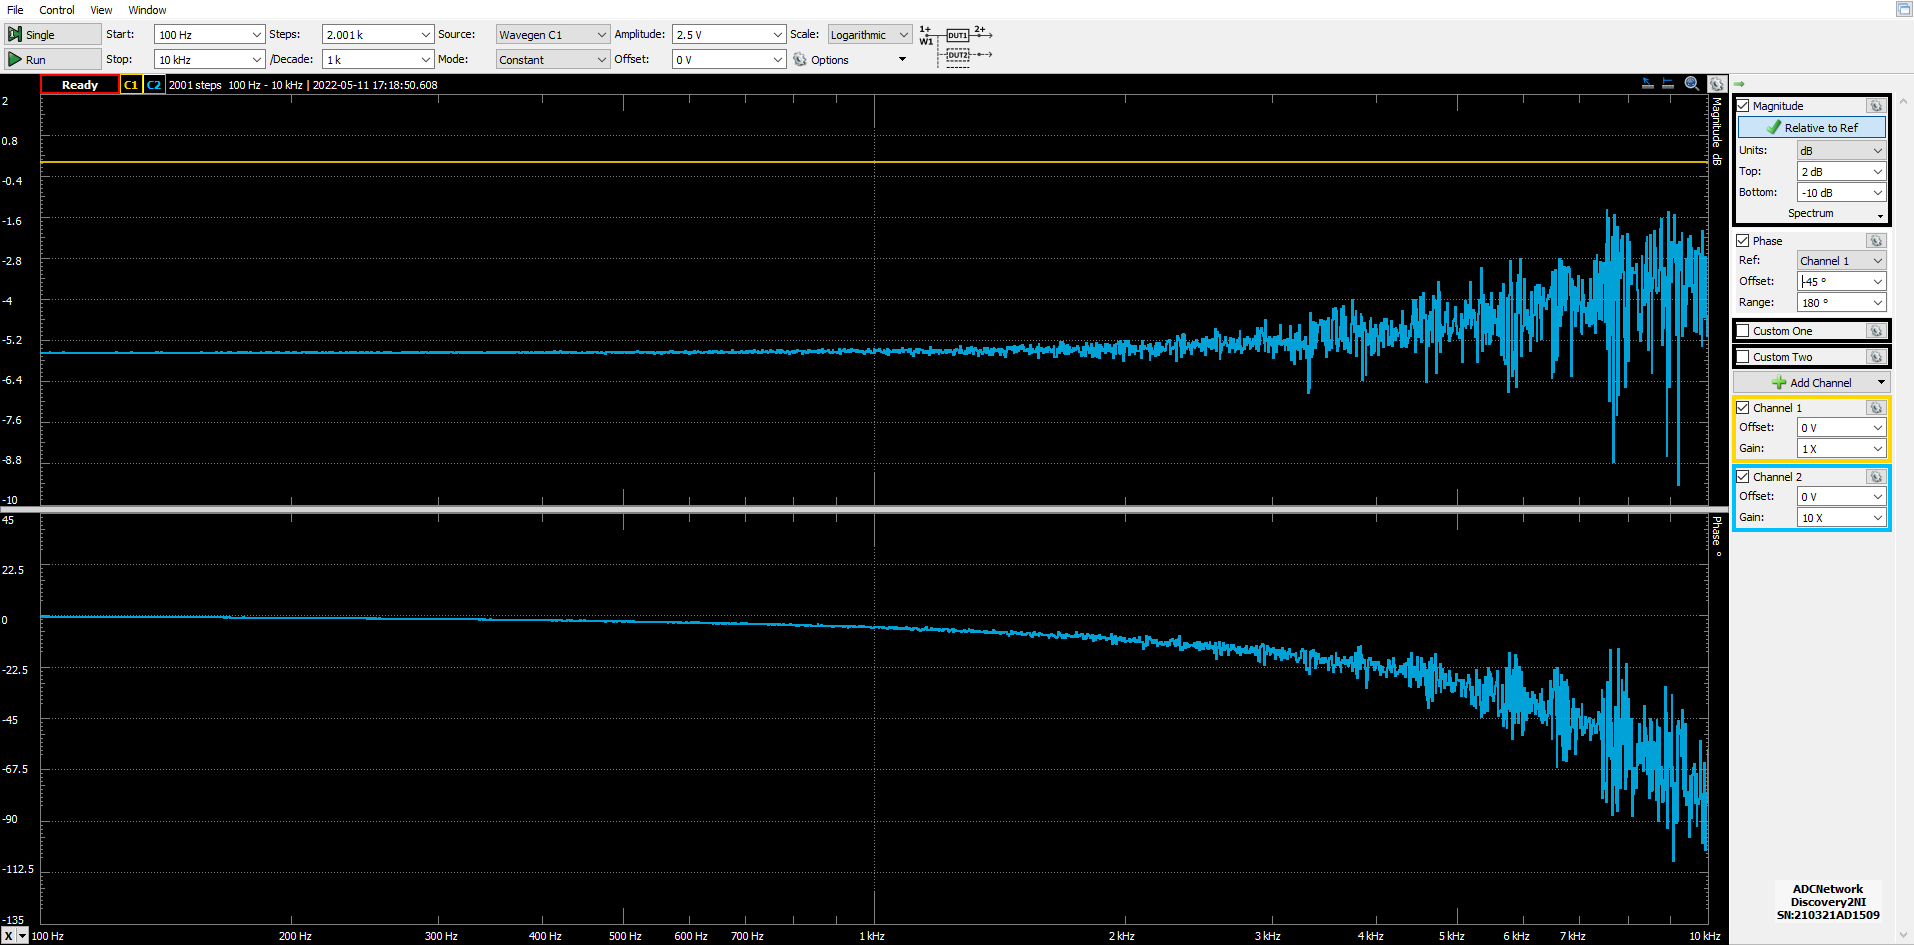 File Control View Window
Single Start: 100 Hz Steps: 2.001 k Source: Wavegen C1 Amplitude: 2.5 V Scale: Logarithmic 1+ W1 DUT1 2+
Run Stop: 10 kHz /Decade: 1 k Mode: Constant Offset: 0 V Options DUT2
Ready C1 C2 2001 steps 100 Hz - 10 kHz | 2022-05-11 17:18:50.608
2
0.8
-0.4
-1.6
-2.8
-4
-5.2
-6.4
-7.6
-8.8
-10
Magnitude dB
45
22.5
0
-22.5
-45
-67.5
-90
-112.5
-135
Phase °
X 100 Hz 200 Hz 300 Hz 400 Hz 500 Hz 600 Hz 700 Hz 1 kHz 2 kHz 3 kHz 4 kHz 5 kHz 6 kHz 7 kHz 10 kHz
Magnitude
Relative to Ref
Units: dB
Top: 2 dB
Bottom: -10 dB
Spectrum
Phase
Ref: Channel 1
Offset: -45 °
Range: 180 °
Custom One
Custom Two
Add Channel
Channel 1
Offset: 0 V
Gain: 1 X
Channel 2
Offset: 0 V
Gain: 10 X
ADCNetwork
Discovery2NI
SN:210321AD1509